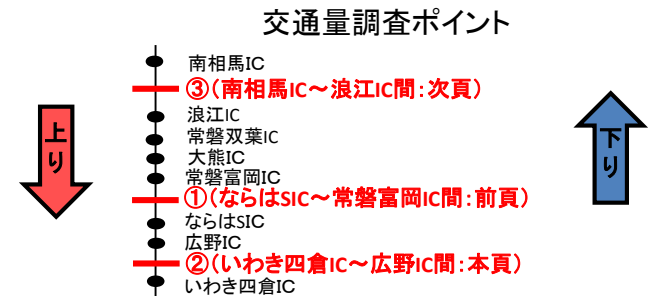 交通量調査ポイント
南相馬IC
③(南相馬IC～浪江IC間：次頁)
浪江IC
常磐双葉IC
大熊IC
常磐富岡IC
①(ならはSIC～常磐富岡IC間：前頁)
ならはSIC
広野IC
②(いわき四倉IC～広野IC間：本頁)
いわき四倉IC
上り
下り